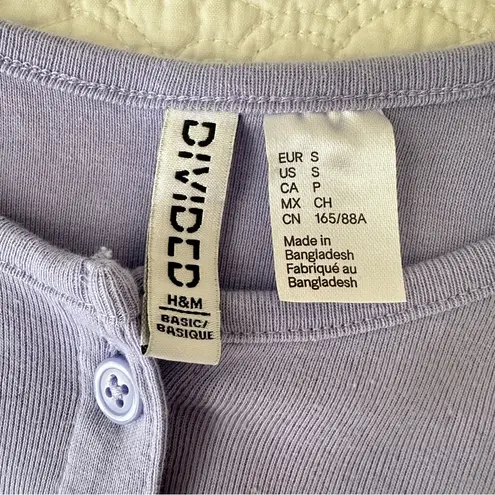 DIVIDED
H&M
BASIC/
BASIQUE
EUR S
US S
CA P
MX CH
CN 165/88A
Made in
Bangladesh
Fabriqué au
Bangladesh